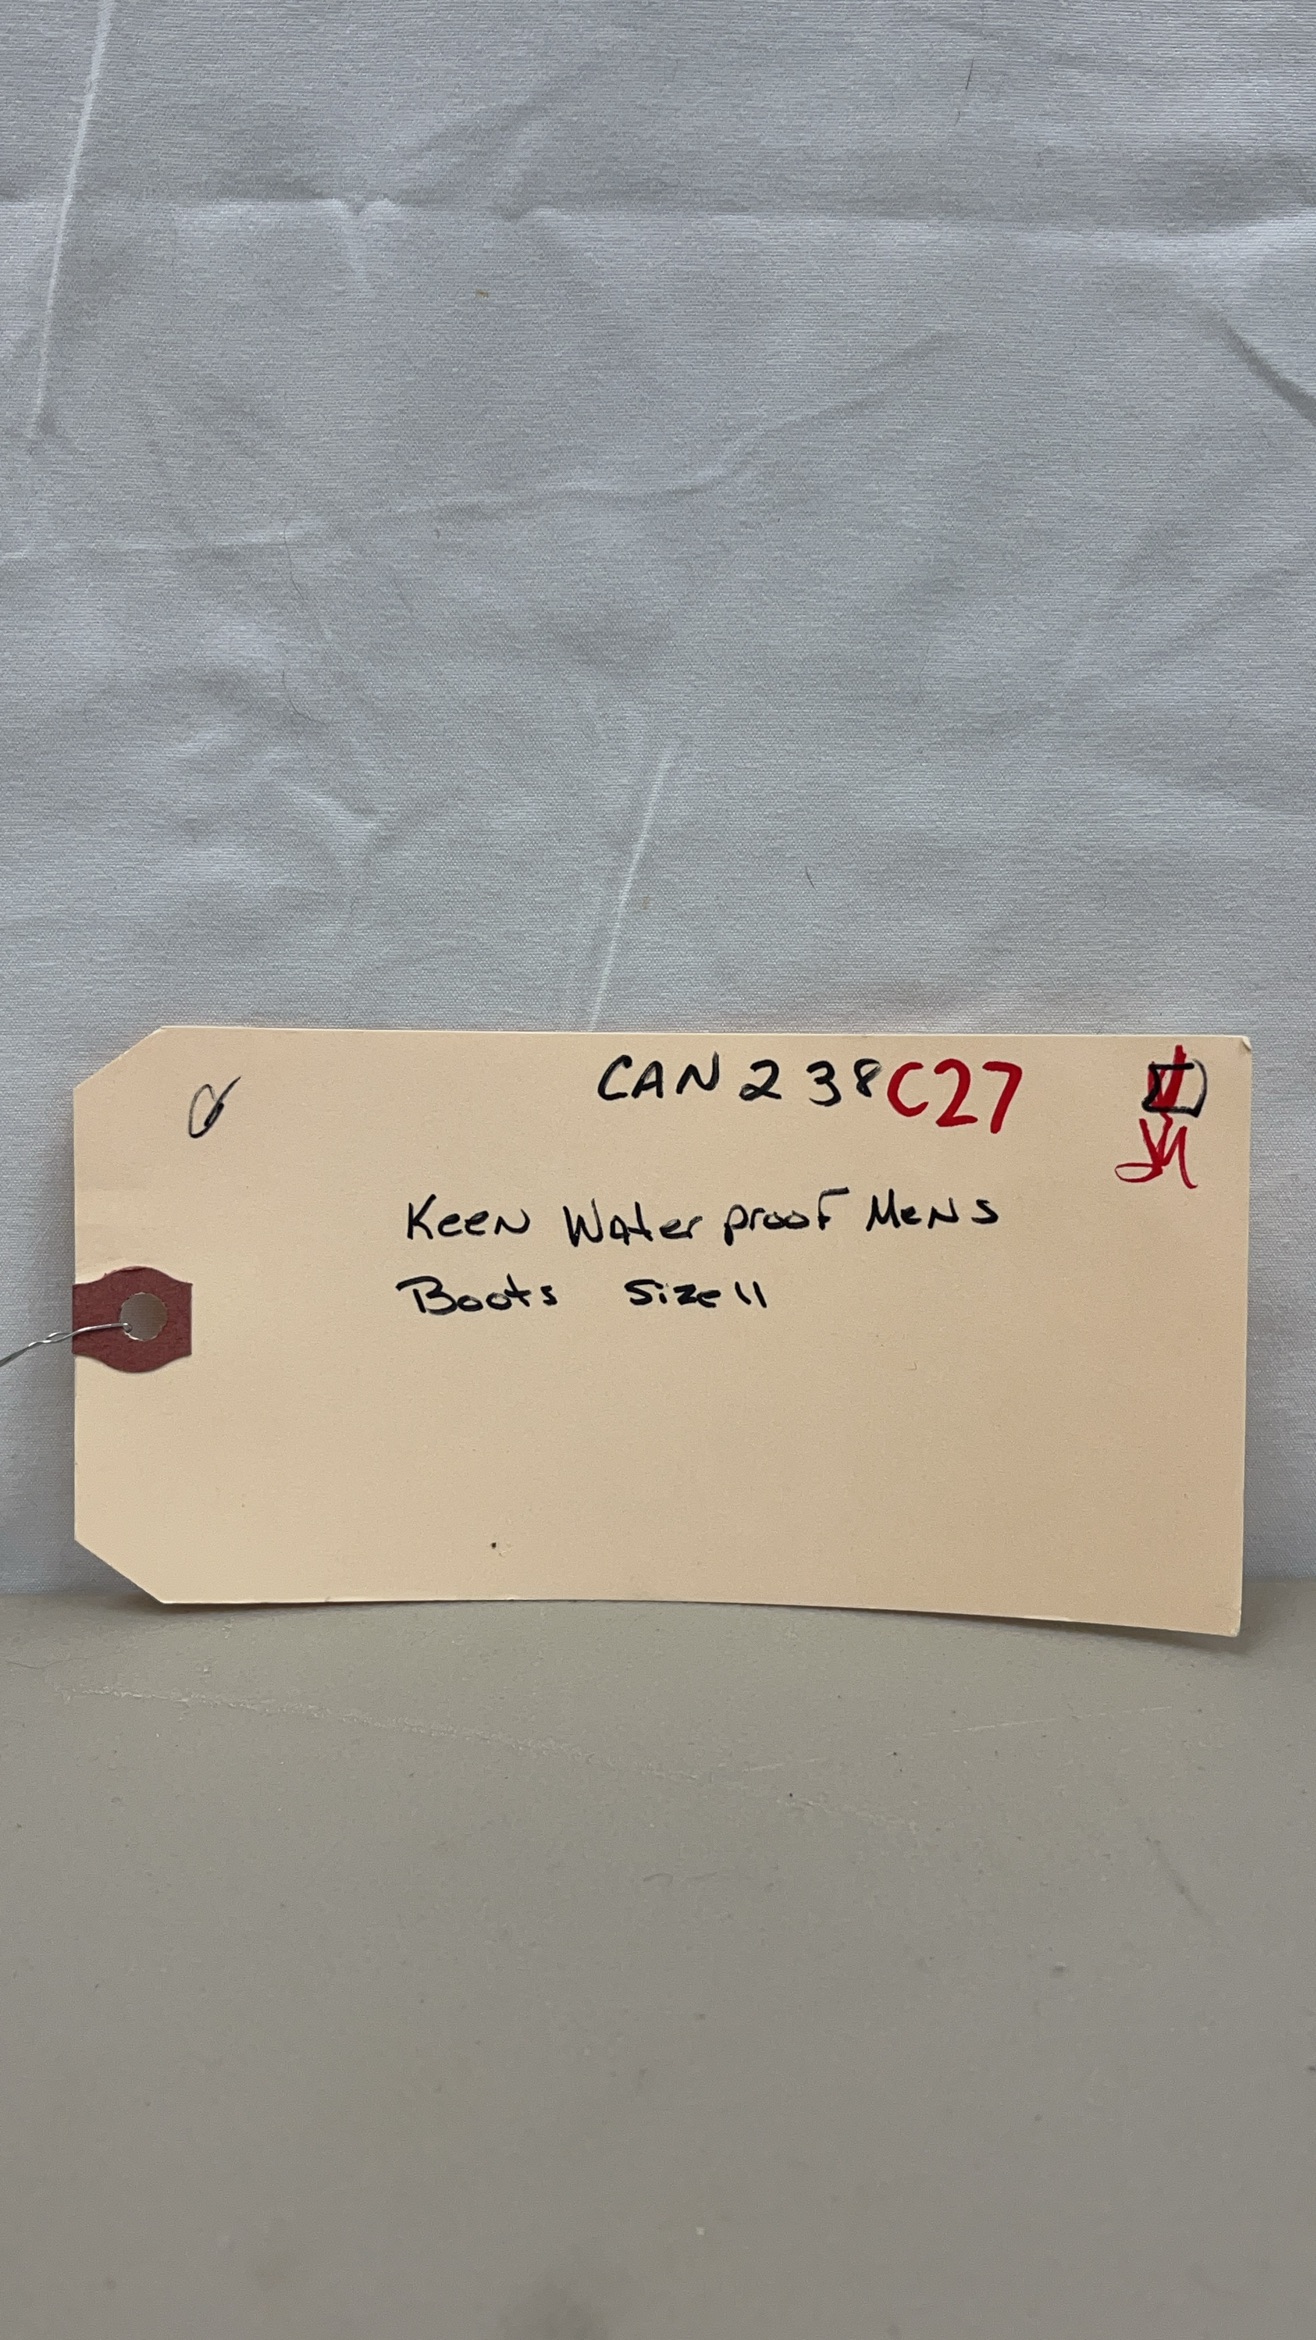 CAN 238 C27
Keen Waterproof Mens
Boots Size 11